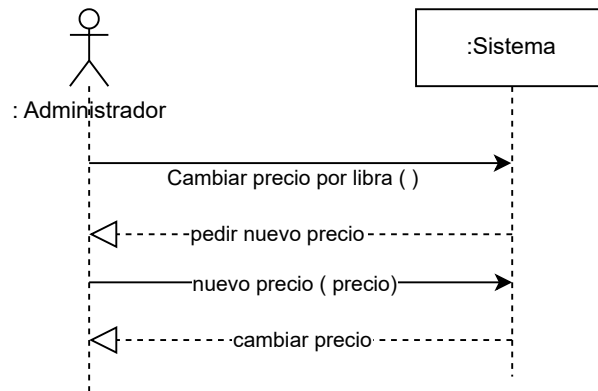 :Sistema
: Administrador
Cambiar precio por libra ( )
pedir nuevo precio
nuevo precio ( precio)
cambiar precio